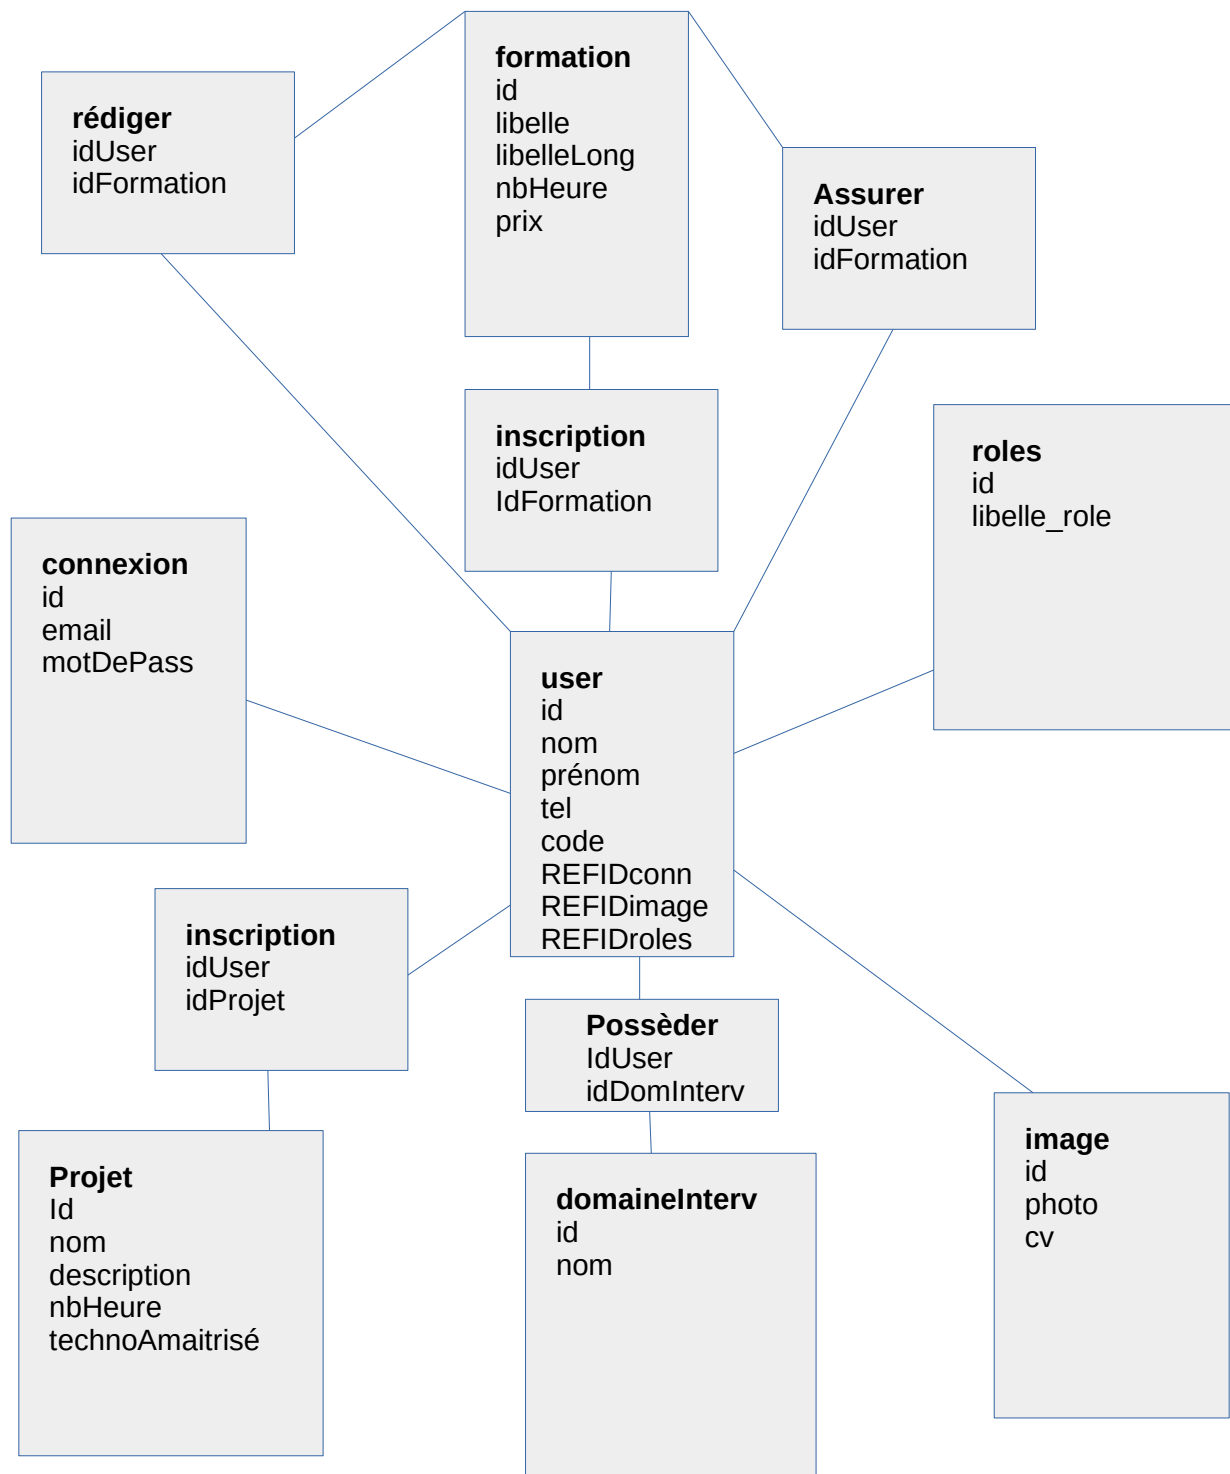 formation
id
libelle
libelleLong
nbHeure
prix
rédiger
idUser
idFormation
Assurer
idUser
idFormation
inscription
idUser
IdFormation
roles
id
libelle_role
connexion
id
email
motDePass
user
id
nom
prénom
tel
code
REFIDconn
REFIDimage
REFIDroles
inscription
idUser
idProjet
Possèder
IdUser
idDomInterv
Projet
Id
nom
description
nbHeure
technoAmaitrisé
domaineInterv
id
nom
image
id
photo
cv